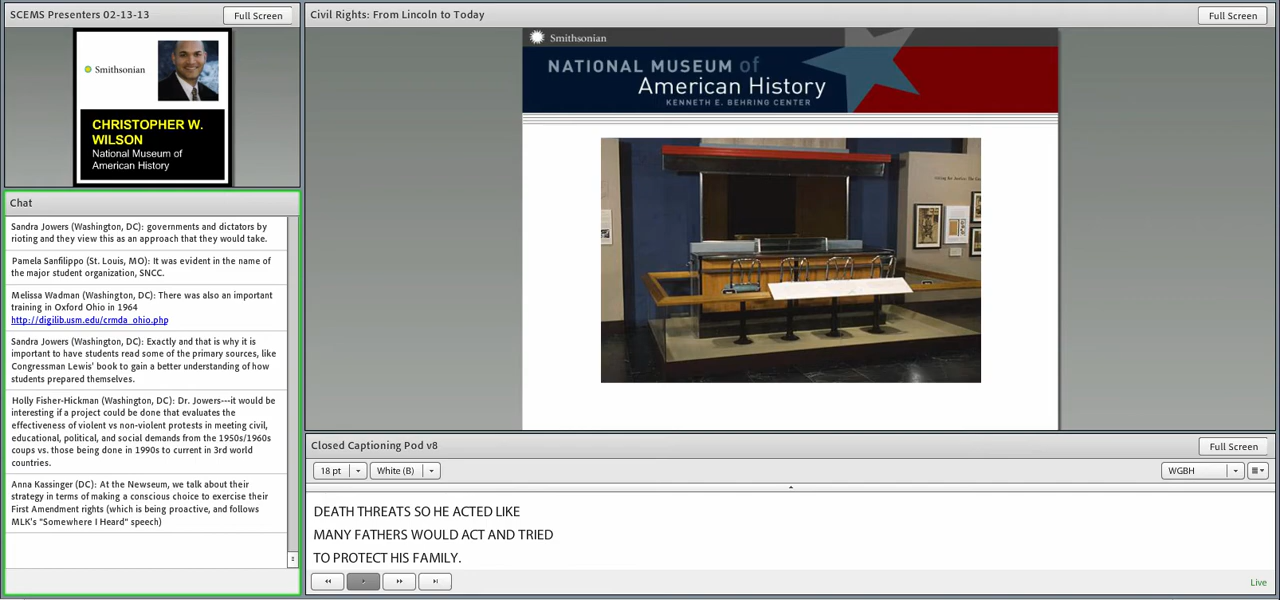 SCEMS Presenters 02-13-13
Full Screen
Smithsonian
CHRISTOPHER W.
WILSON
National Museum of
American History
Chat
Sandra Jowers (Washington, DC): governments and dictators by
rioting and they view this as an approach that they would take.
Pamela Sanfilippo (St. Louis, MO): It was evident in the name of
the major student organization, SNCC.
Melissa Wadman (Washington, DC): There was also an important
training in Oxford Ohio in 1964
http://digilib.usm.edu/crmda_ohio.php
Sandra Jowers (Washington, DC): Exactly and that is why it is
important to have students read some of the primary sources, like
Congressman Lewis' book to gain a better understanding of how
students prepared themselves.
Holly Fisher-Hickman (Washington, DC): Dr. Jowers---it would be
interesting if a project could be done that evaluates the
effectiveness of violent vs non-violent protests in meeting civil,
educational, political, and social demands from the 1950s/1960s
coups vs. those being done in 1990s to current in 3rd world
countries.
Anna Kassinger (DC): At the Newseum, we talk about their
strategy in terms of making a conscious choice to exercise their
First Amendment rights (which is being proactive, and follows
MLK's "Somewhere I Heard" speech)
Civil Rights: From Lincoln to Today
Full Screen
Smithsonian
NATIONAL MUSEUM of
American History
KENNETH E. BEHRING CENTER
Closed Captioning Pod v8
Full Screen
18 pt
White (B)
WGBH
DEATH THREATS SO HE ACTED LIKE
MANY FATHERS WOULD ACT AND TRIED
TO PROTECT HIS FAMILY.
Live